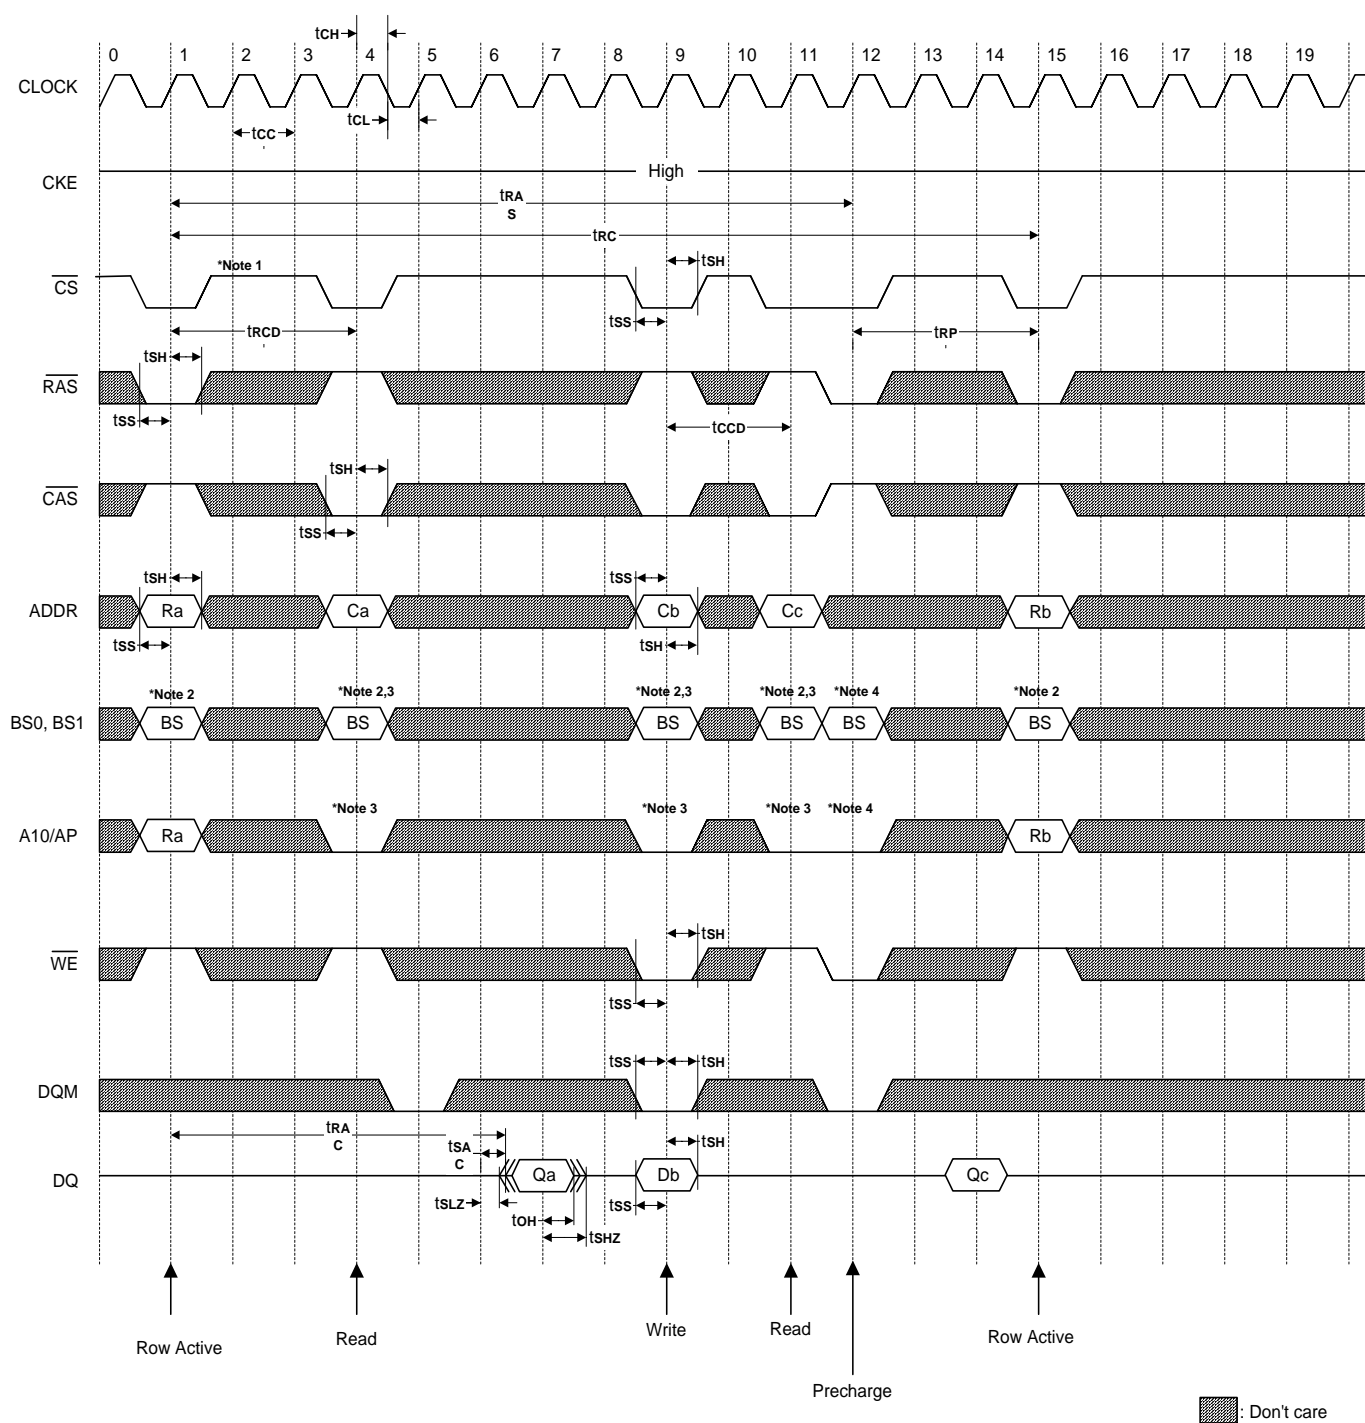 tCH
0 1 2 3 4 5 6 7 8 9 10 11 12 13 14 15 16 17 18 19
CLOCK
tCL
tCC
High
CKE
tRA
S
tRC
*Note 1
tSH
CS
tSS
tRCD
tRP
tSH
RAS
tSS
tCCD
tSH
CAS
tSS
tSH
tSS
ADDR
Ra Ca Cb Cc Rb
tSS
tSH
*Note 2 *Note 2,3 *Note 2,3 *Note 2,3 *Note 4 *Note 2
BS0, BS1
BS BS BS BS BS BS
*Note 3 *Note 3 *Note 3 *Note 4
A10/AP
Ra Rb
tSH
WE
tSS
tSS tSH
DQM
tRA
C
tSA
C
tSH
DQ
Qa Db Qc
tSLZ
tSS
tOH
tSHZ
Row Active Read Write Read Row Active
Precharge
: Don't care